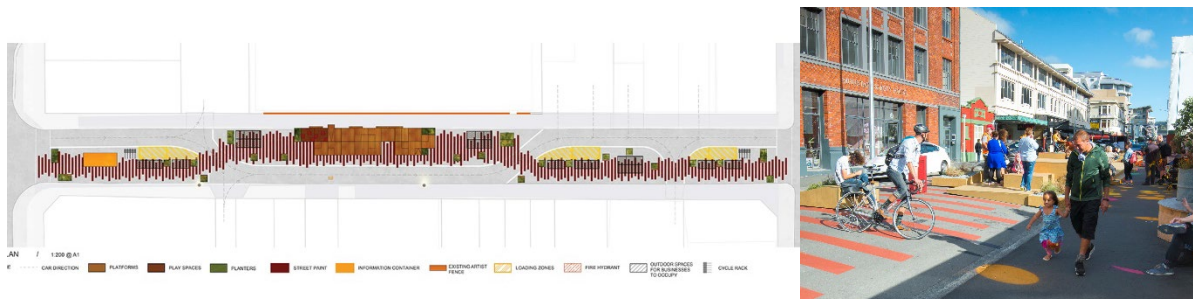 LAN / 1:200 @ A1
CAR DIRECTION PLATFORMS PLAY SPACES PLANTERS STREET PAINT INFORMATION CONTAINER EXISTING ARTIST FENCE LOADING ZONES FIRE HYDRANT OUTDOOR SPACES FOR BUSINESSES TO OCCUPY CYCLE RACK